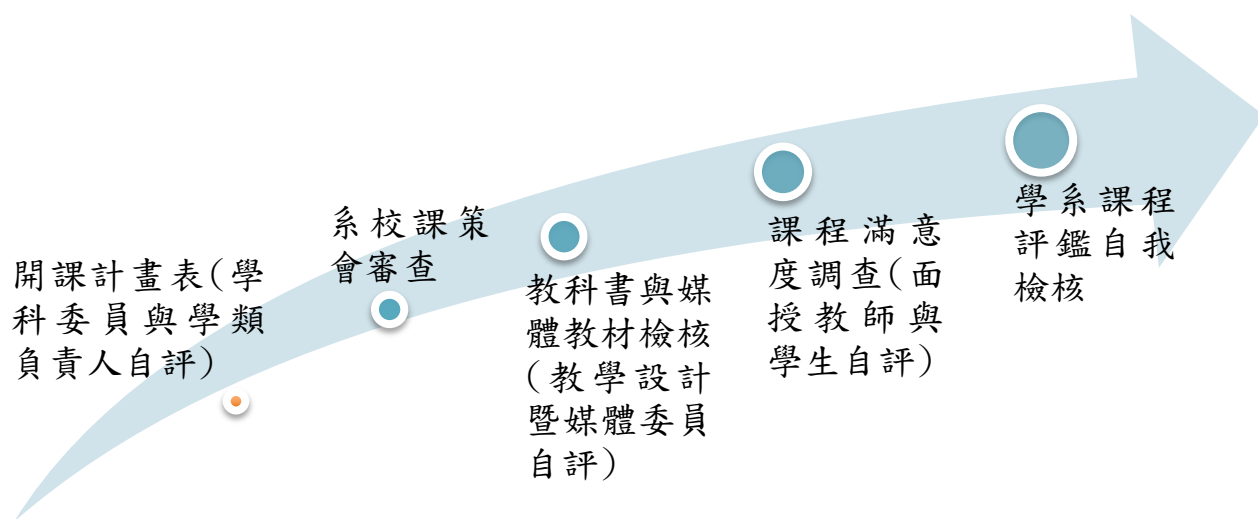 開課計畫表(學
科委員與學類
負責人自評)
系校課策
會審查
教科書與媒
體教材檢核
(教學設計
暨媒體委員
自評)
課程滿意
度調查(面
授教師與
學生自評)
學系課程
評鑑自我
檢核